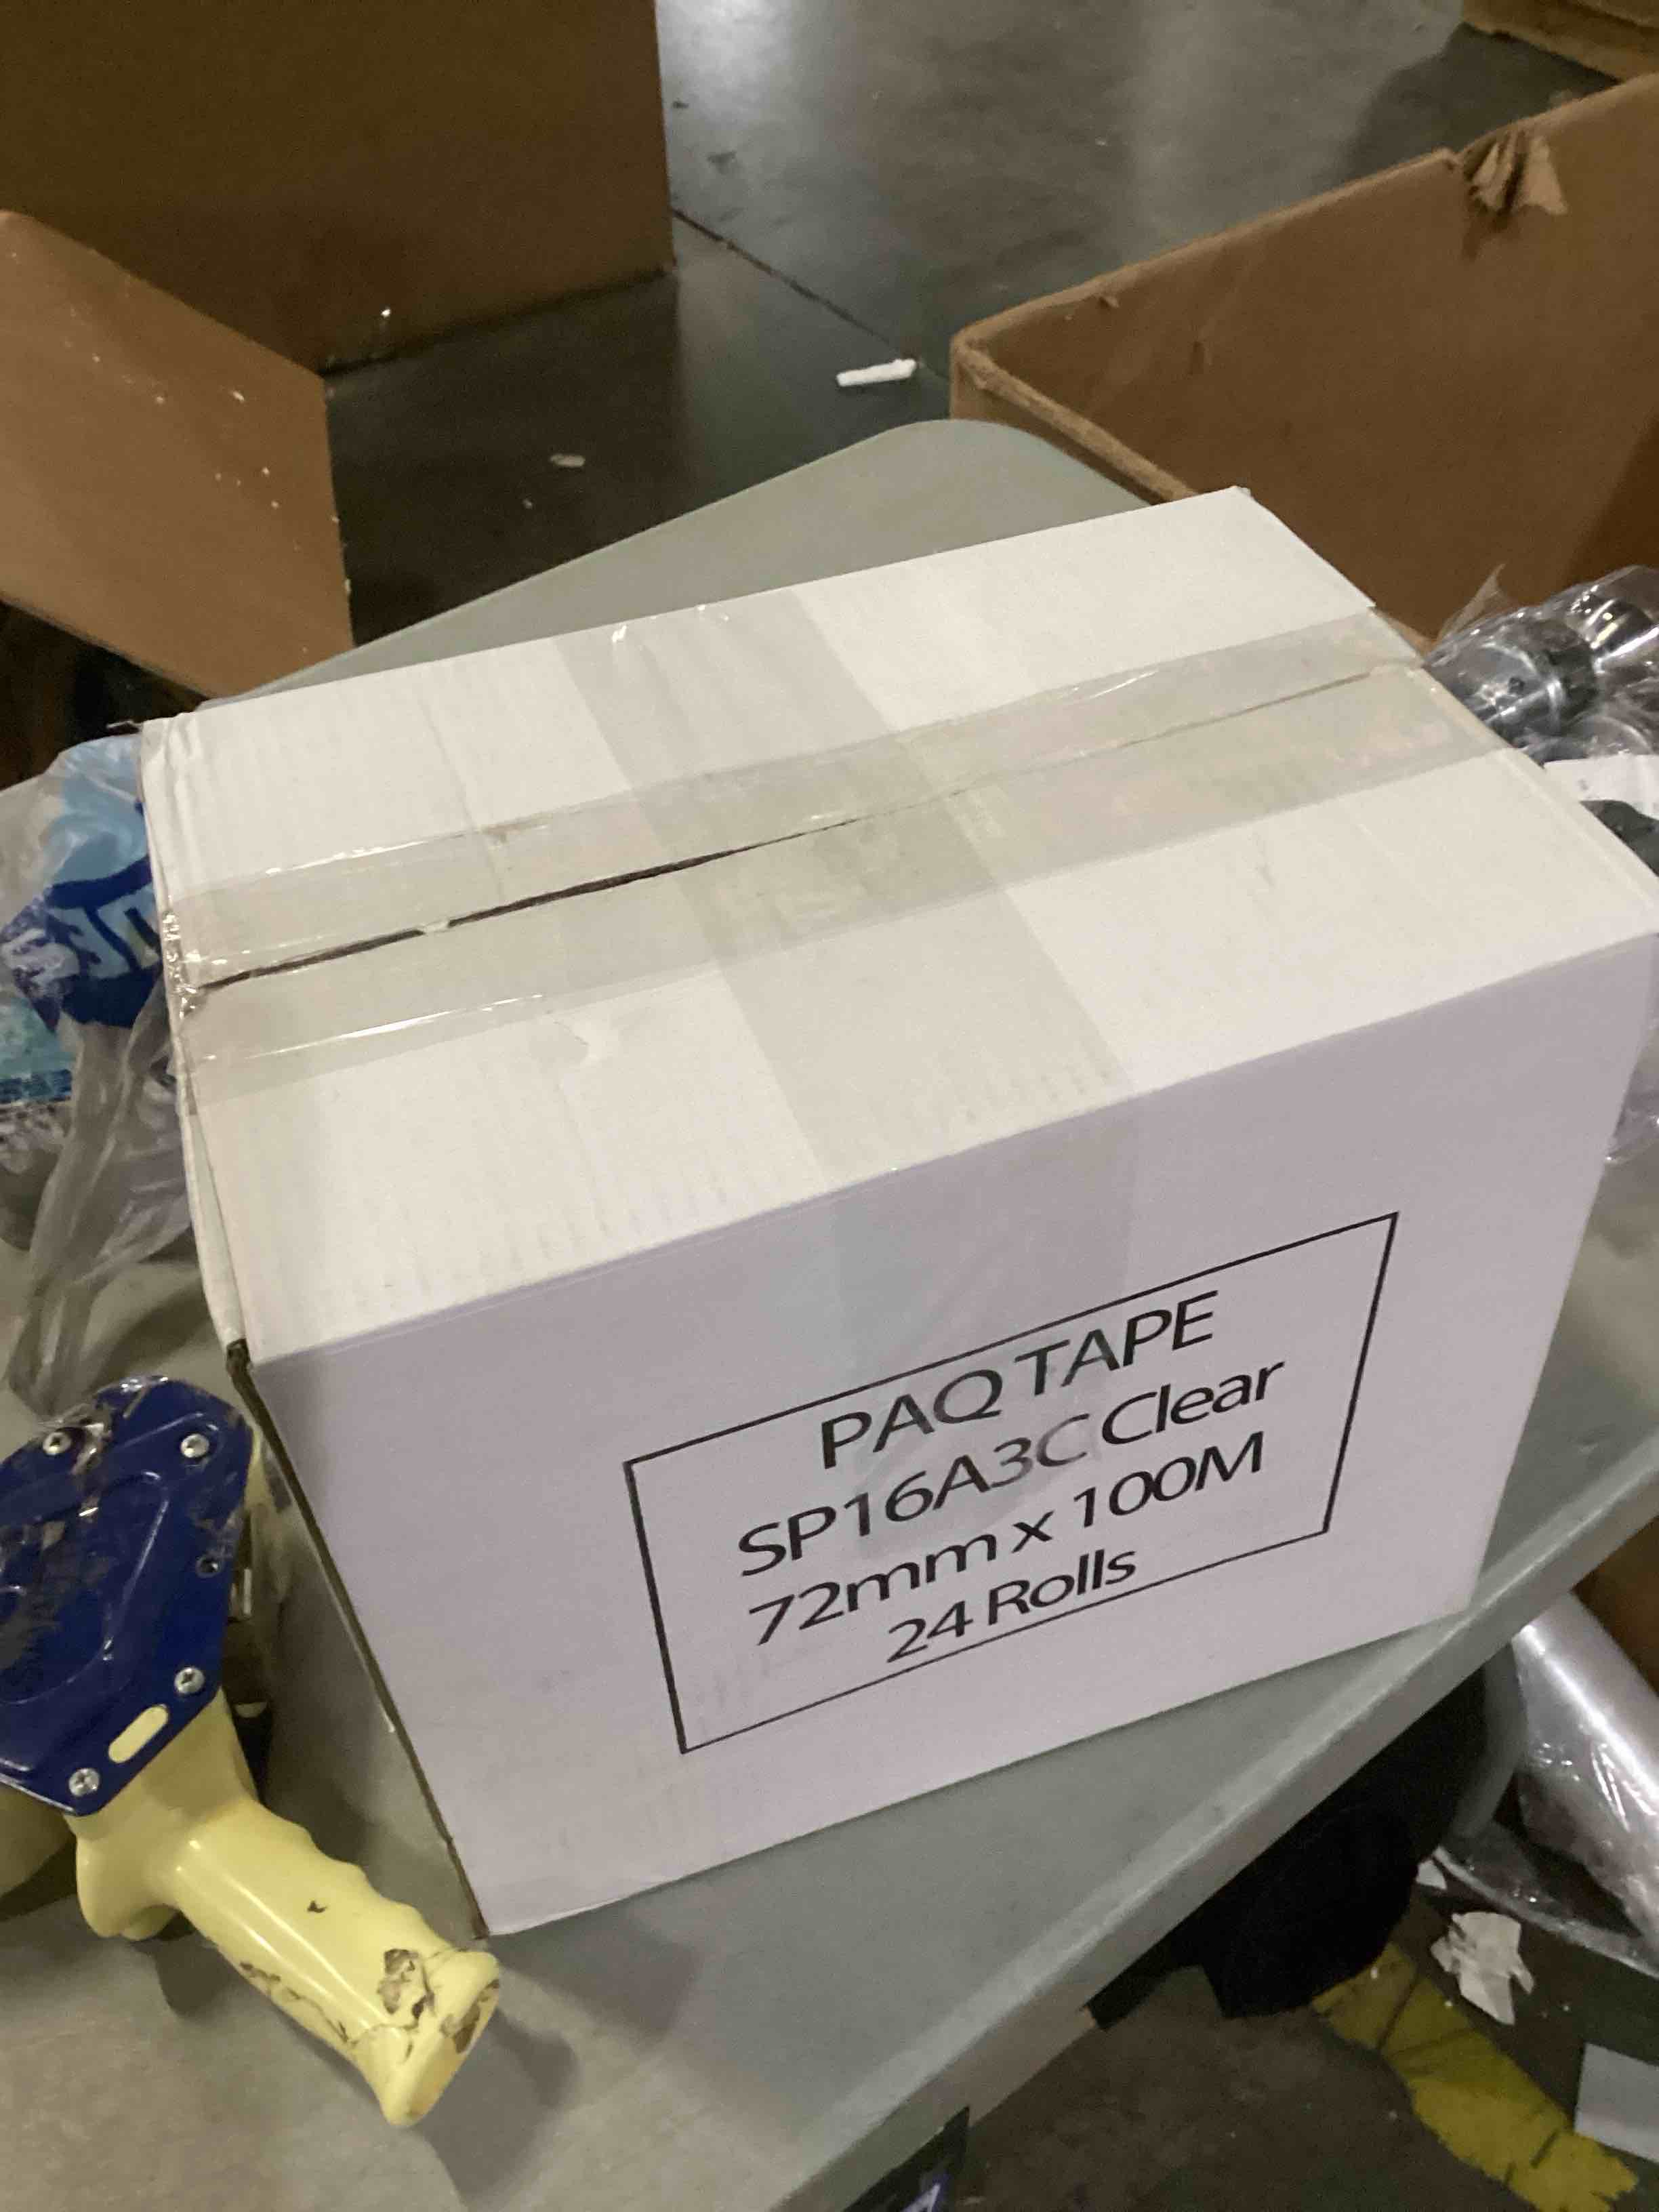 PAQ TAPE
SP16A3C Clear
72mm x 100M
24 Rolls